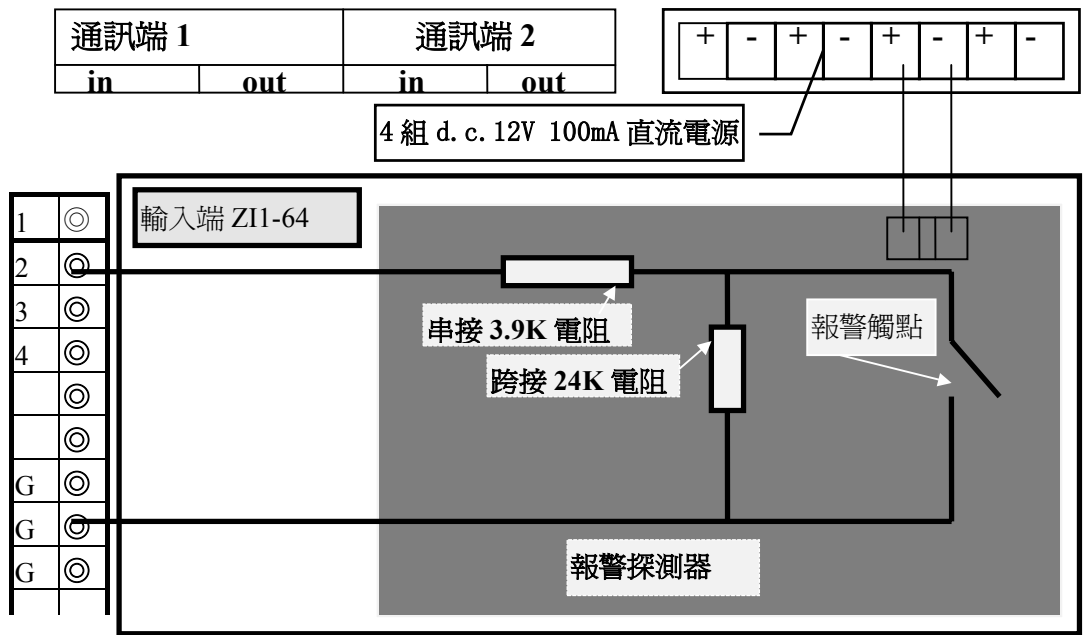 通訊端 1 通訊端 2
in out in out
+ - + - + - + -
4 組 d.c.12V 100mA 直流電源
輸入端 ZI1-64
1
2
3
4
G
G
G
串接 3.9K 電阻
跨接 24K 電阻
報警觸點
報警探測器